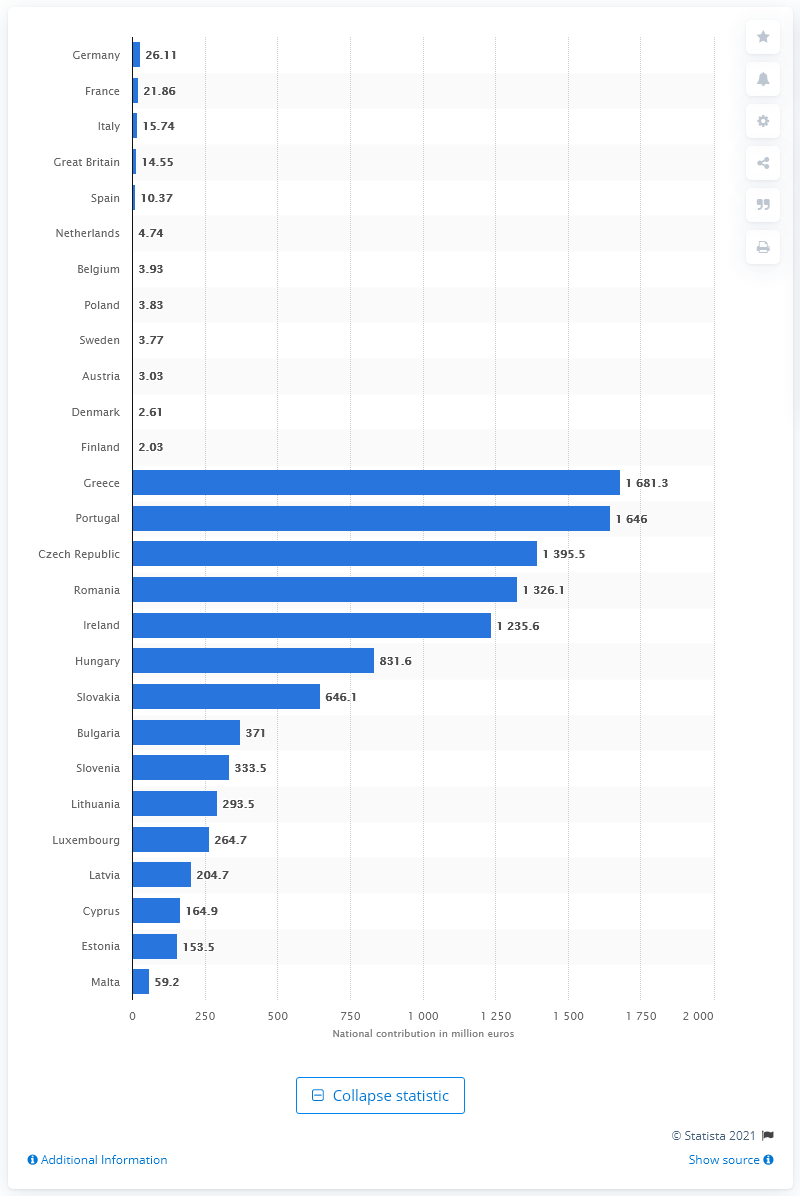 Germany 26.11
France 21.86
Italy 15.74
Great Britain 14.55
Spain 10.37
Netherlands 4.74
Belgium 3.93
Poland 3.83
Sweden 3.77
Austria 3.03
Denmark 2.61
Finland 2.03
Greece 1 681.3
Portugal 1 646
Czech Republic 1 395.5
Romania 1 326.1
Ireland 1 235.6
Hungary 831.6
Slovakia 646.1
Bulgaria 371
Slovenia 333.5
Lithuania 293.5
Luxembourg 264.7
Latvia 204.7
Cyprus 164.9
Estonia 153.5
Malta 59.2
0 250 500 750 1 000 1 250 1 500 1 750 2 000
National contribution in million euros
Collapse statistic
© Statista 2021
Additional Information Show source